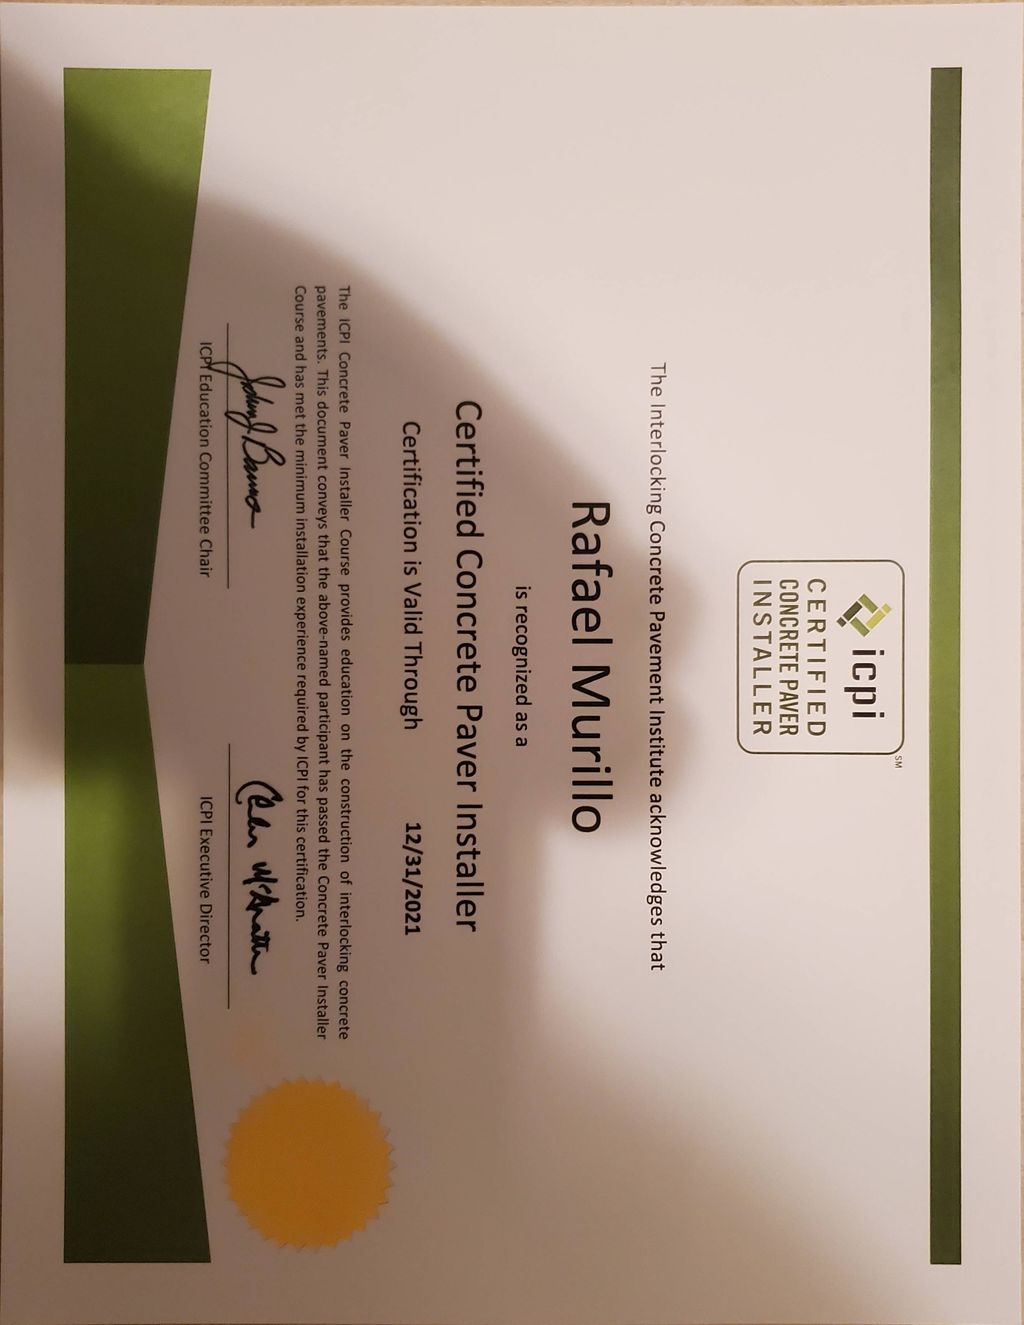 icpi
CERTIFIED
CONCRETE PAVER
INSTALLER
SM
The Interlocking Concrete Pavement Institute acknowledges that
Rafael Murillo
is recognized as a
Certified Concrete Paver Installer
Certification is Valid Through 12/31/2021
The ICPI Concrete Paver Installer Course provides education on the construction of interlocking concrete
pavements. This document conveys that the above-named participant has passed the Concrete Paver Installer
Course and has met the minimum installation experience required by ICPI for this certification.
ICPI Education Committee Chair
ICPI Executive Director